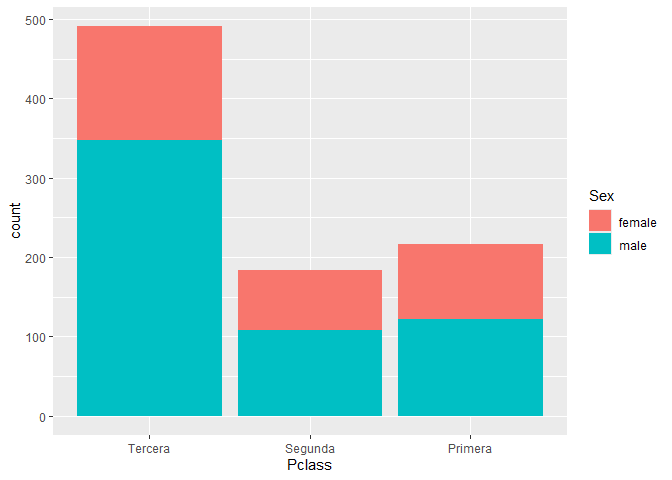 500
400
300
200
100
0
count
Tercera
Segunda
Primera
Pclass
Sex
female
male